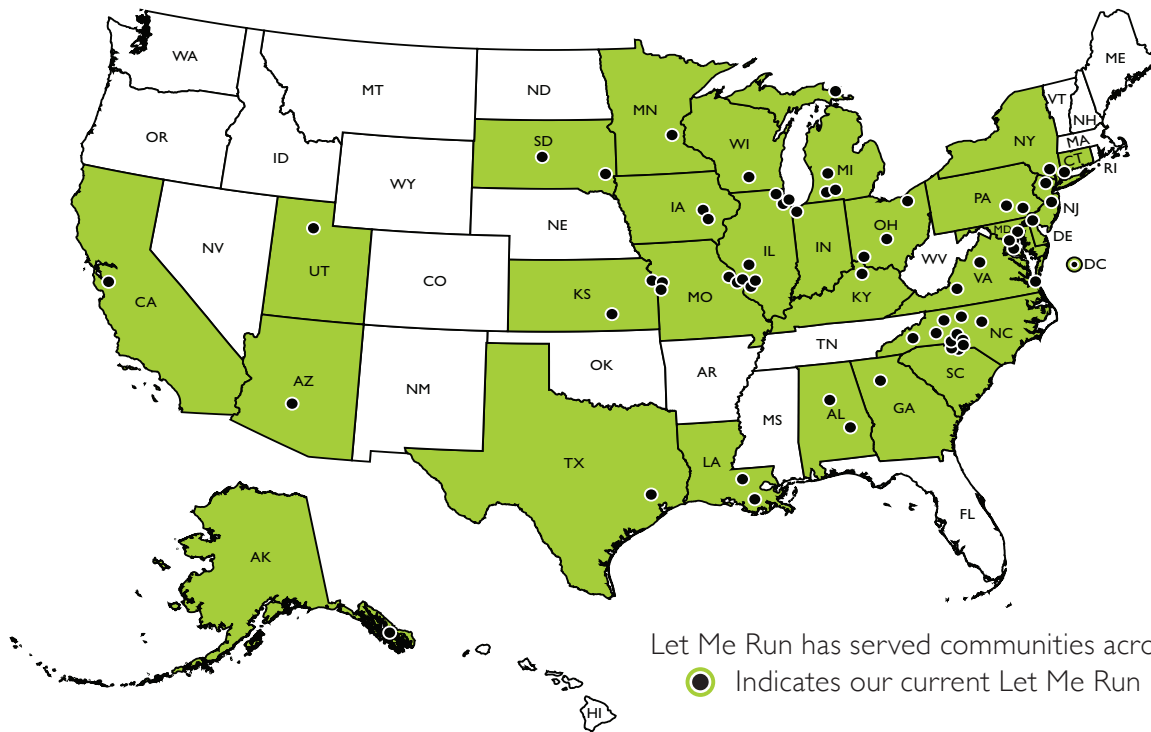 WA
MT
ND
MN
ME
VT
NH
OR
ID
SD
WI
NY
MA
MI
CT
RI
WY
IA
PA
NJ
NE
OH
NV
IL
IN
MD
DE
UT
CO
WV
DC
CA
KS
MO
VA
KY
NC
TN
AZ
NM
OK
AR
SC
MS
AL
GA
TX
LA
FL
AK
Let Me Run has served communities acro
Indicates our current Let Me Run
HI